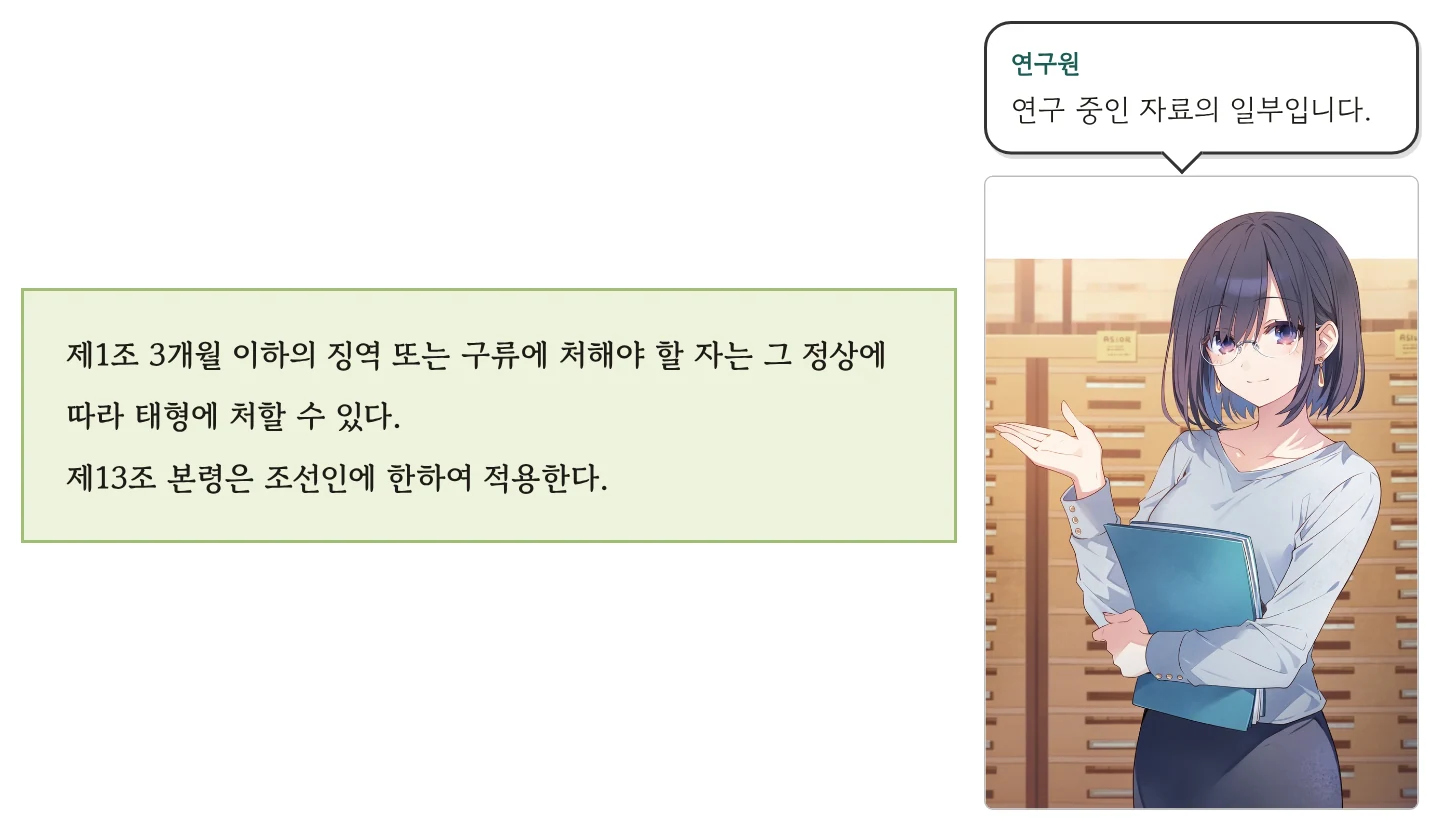 연구원
연구 중인 자료의 일부입니다.
제1조 3개월 이하의 징역 또는 구류에 처해야 할 자는 그 정상에
따라 태형에 처할 수 있다.
제13조 본령은 조선인에 한하여 적용한다.